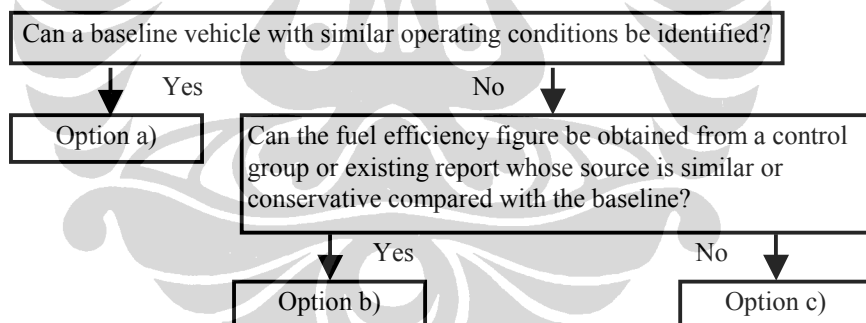 Can a baseline vehicle with similar operating conditions be identified?
Yes
No
Option a)
Can the fuel efficiency figure be obtained from a control
group or existing report whose source is similar or
conservative compared with the baseline?
Yes
No
Option b)
Option c)